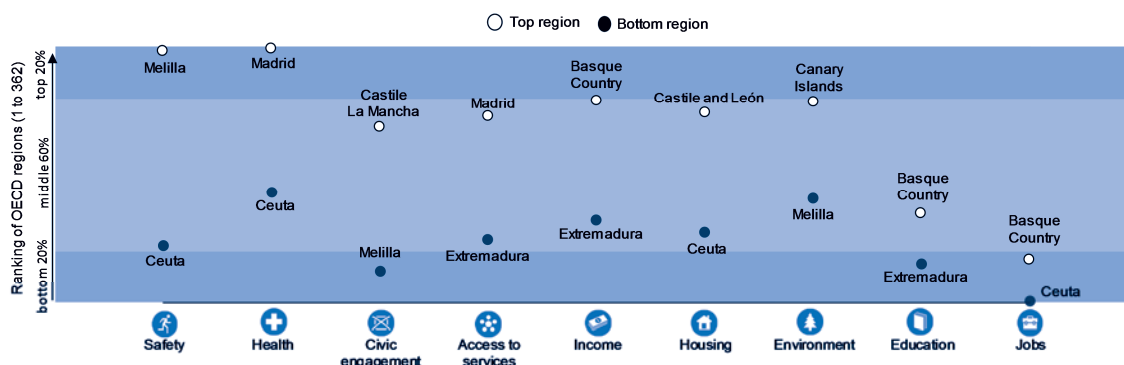 Top region
Bottom region
Ranking of OECD regions (1 to 362)
top 20%
middle 60%
bottom 20%
Melilla
Madrid
Castile
La Mancha
Madrid
Basque
Country
Castile and León
Canary
Islands
Basque
Country
Basque
Country
Ceuta
Ceuta
Melilla
Extremadura
Extremadura
Ceuta
Melilla
Extremadura
Ceuta
Safety
Health
Civic
engagement
Access to
services
Income
Housing
Environment
Education
Jobs